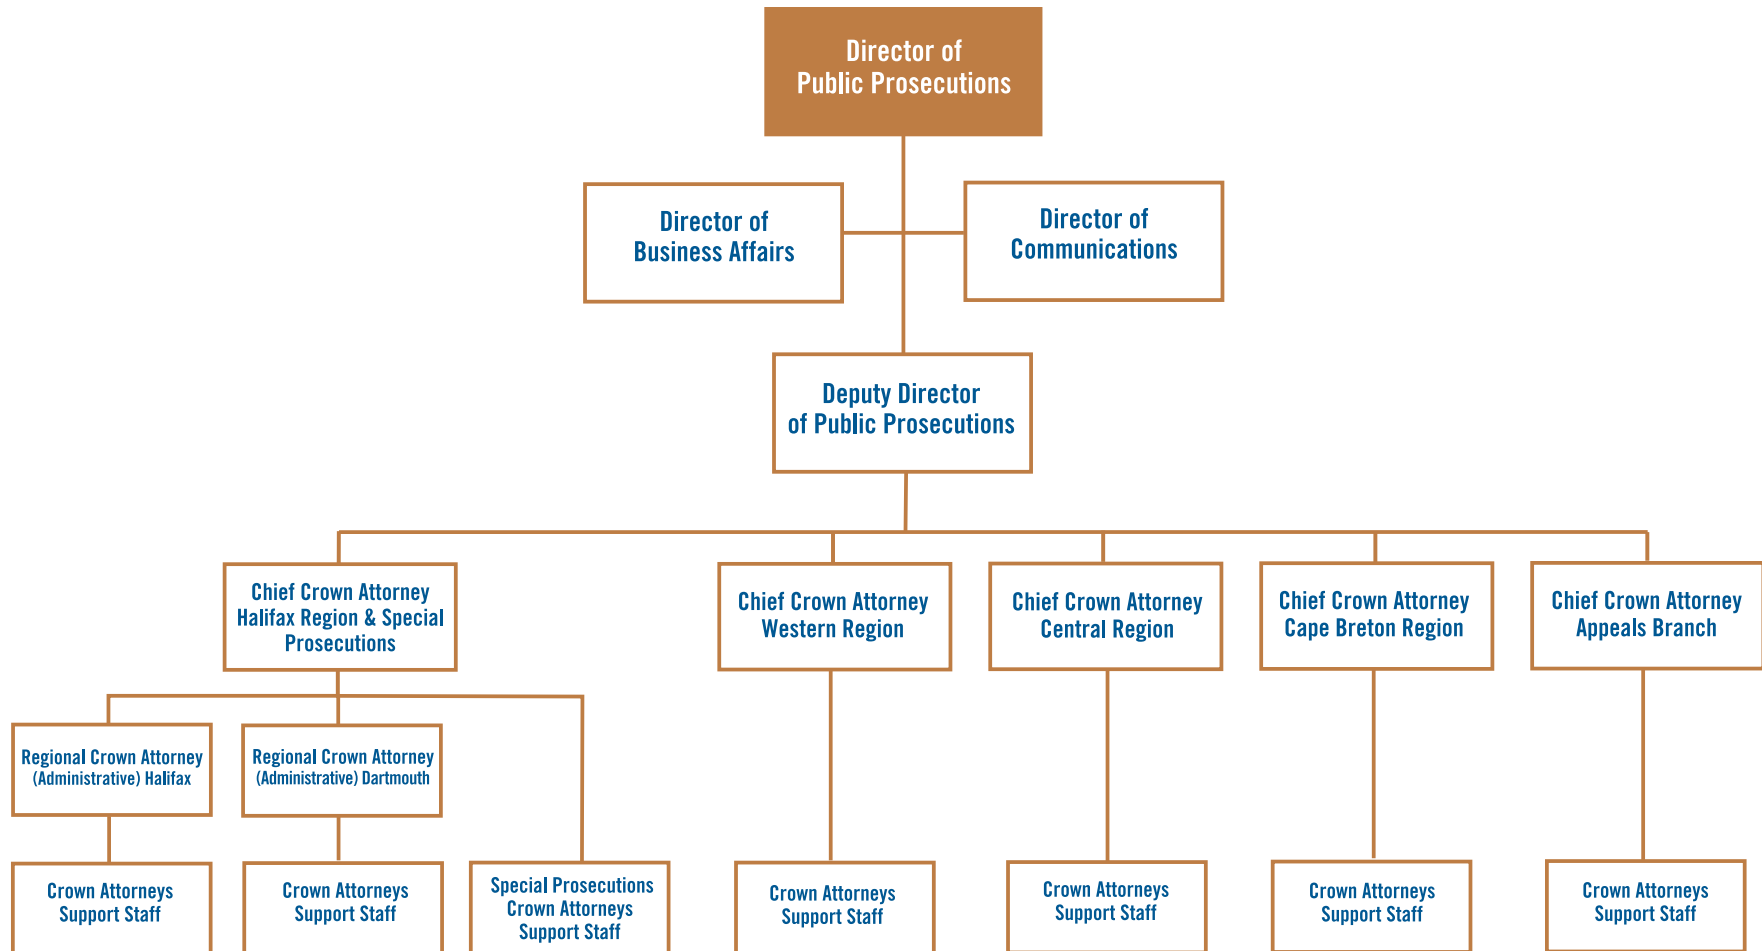 Director of
Public Prosecutions
Director of
Business Affairs
Director of
Communications
Deputy Director
of Public Prosecutions
Chief Crown Attorney
Halifax Region & Special
Prosecutions
Chief Crown Attorney
Western Region
Chief Crown Attorney
Central Region
Chief Crown Attorney
Cape Breton Region
Chief Crown Attorney
Appeals Branch
Regional Crown Attorney
(Administrative) Halifax
Regional Crown Attorney
(Administrative) Dartmouth
Crown Attorneys
Support Staff
Crown Attorneys
Support Staff
Special Prosecutions
Crown Attorneys
Support Staff
Crown Attorneys
Support Staff
Crown Attorneys
Support Staff
Crown Attorneys
Support Staff
Crown Attorneys
Support Staff